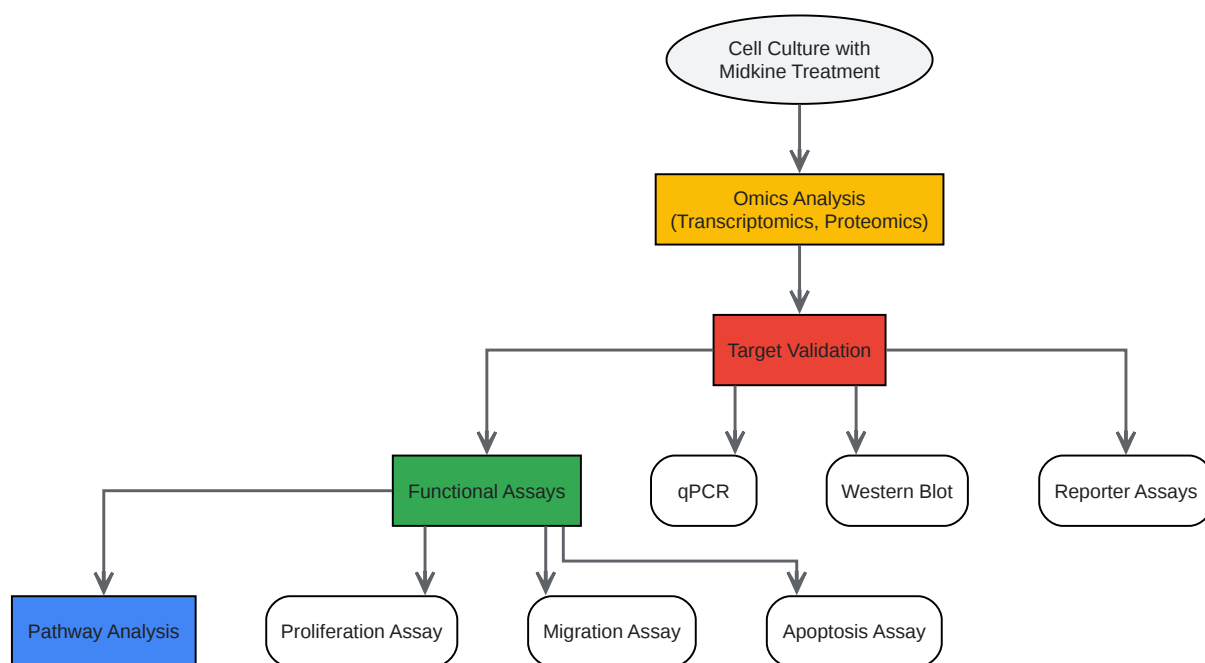 Cell Culture with
Midkine Treatment
Omics Analysis
(Transcriptomics, Proteomics)
Target Validation
Functional Assays
qPCR
Western Blot
Reporter Assays
Pathway Analysis
Proliferation Assay
Migration Assay
Apoptosis Assay